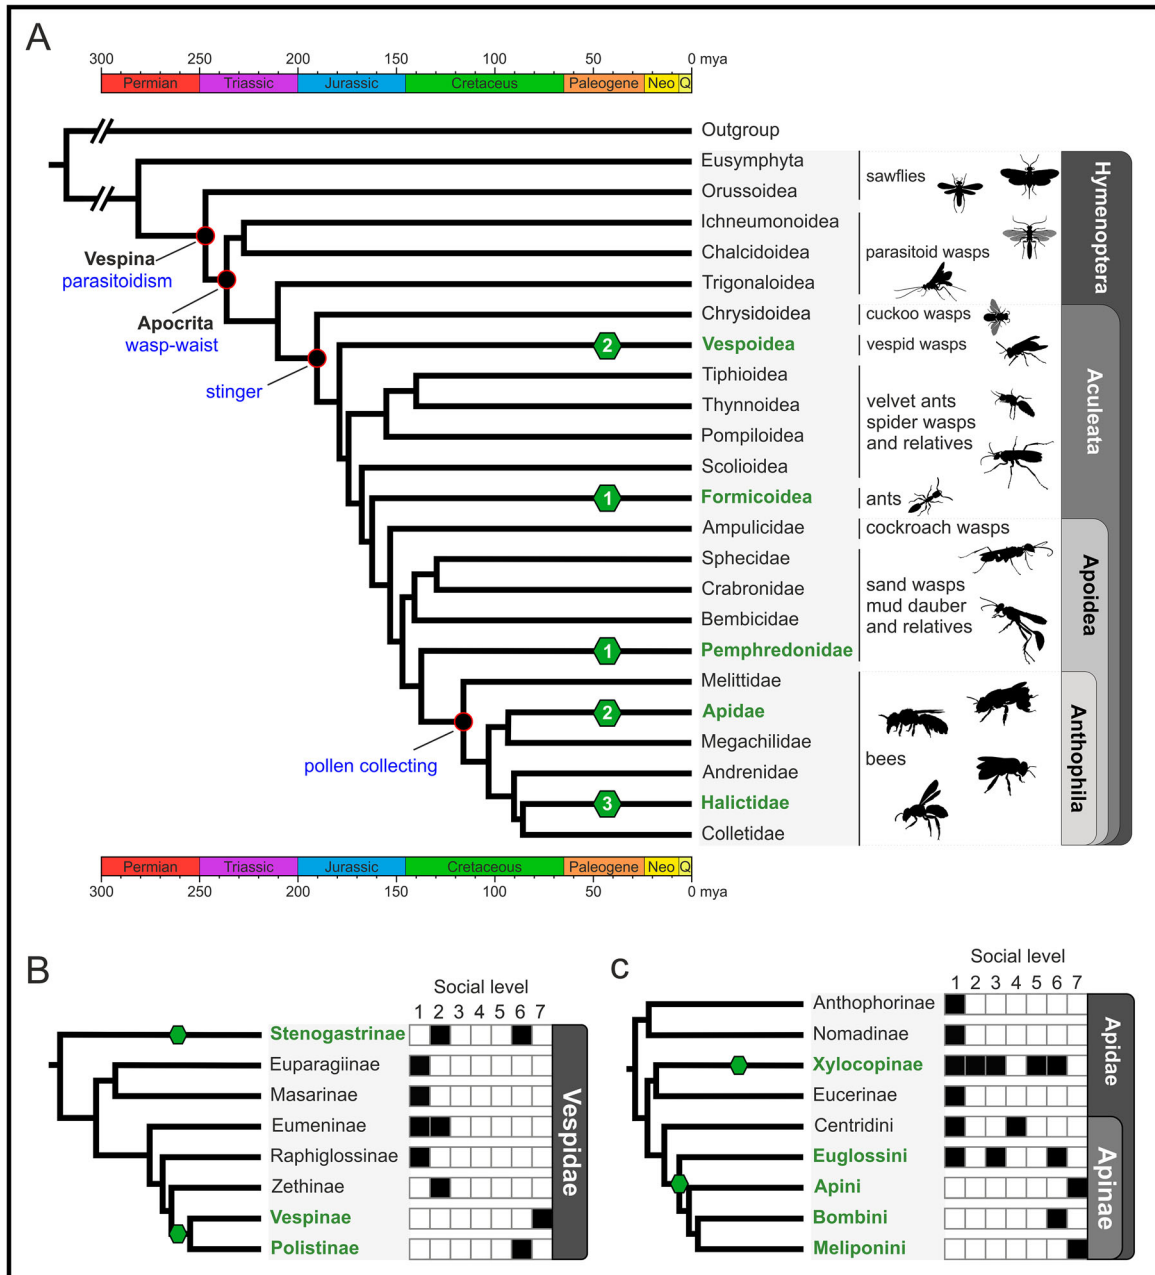 A
300 250 200 150 100 50 0 mya
Permian Triassic Jurassic Cretaceus Paleogene Neo Q
Outgroup
Eusymphyta
sawflies
Orussoidea
Ichneumonoidea
parasitoid wasps
Chalcidoidea
Trigonaloidea
Chrysidoidea
cuckoo wasps
2
Vespoidea
vespid wasps
Tiphioidea
Thynnoidea
Pompiloidea
Scolioidea
velvet ants
spider wasps
and relatives
1
Formicoidea
ants
Ampulicidae
cockroach wasps
Sphecidae
Crabronidae
Bembicidae
1
Pemphredonidae
sand wasps
mud dauber
and relatives
Melittidae
2
Apidae
Megachilidae
bees
Andrenidae
3
Halictidae
Colletidae
Vespina
parasitoidism
Apocrita
wasp-waist
stinger
pollen collecting
Hymenoptera
Aculeata
Apoidea
Anthophila
Permian Triassic Jurassic Cretaceus Paleogene Neo Q
300 250 200 150 100 50 0 mya
B
Social level
1 2 3 4 5 6 7
Stenogastrinae
Euparagiinae
Masarinae
Eumeninae
Raphiglossinae
Zethinae
Vespinae
Polistinae
Vespidae
c
Social level
1 2 3 4 5 6 7
Anthophorinae
Nomadinae
Xylocopinae
Eucerinae
Centridini
Euglossini
Apini
Bombini
Meliponini
Apidae
Apinae